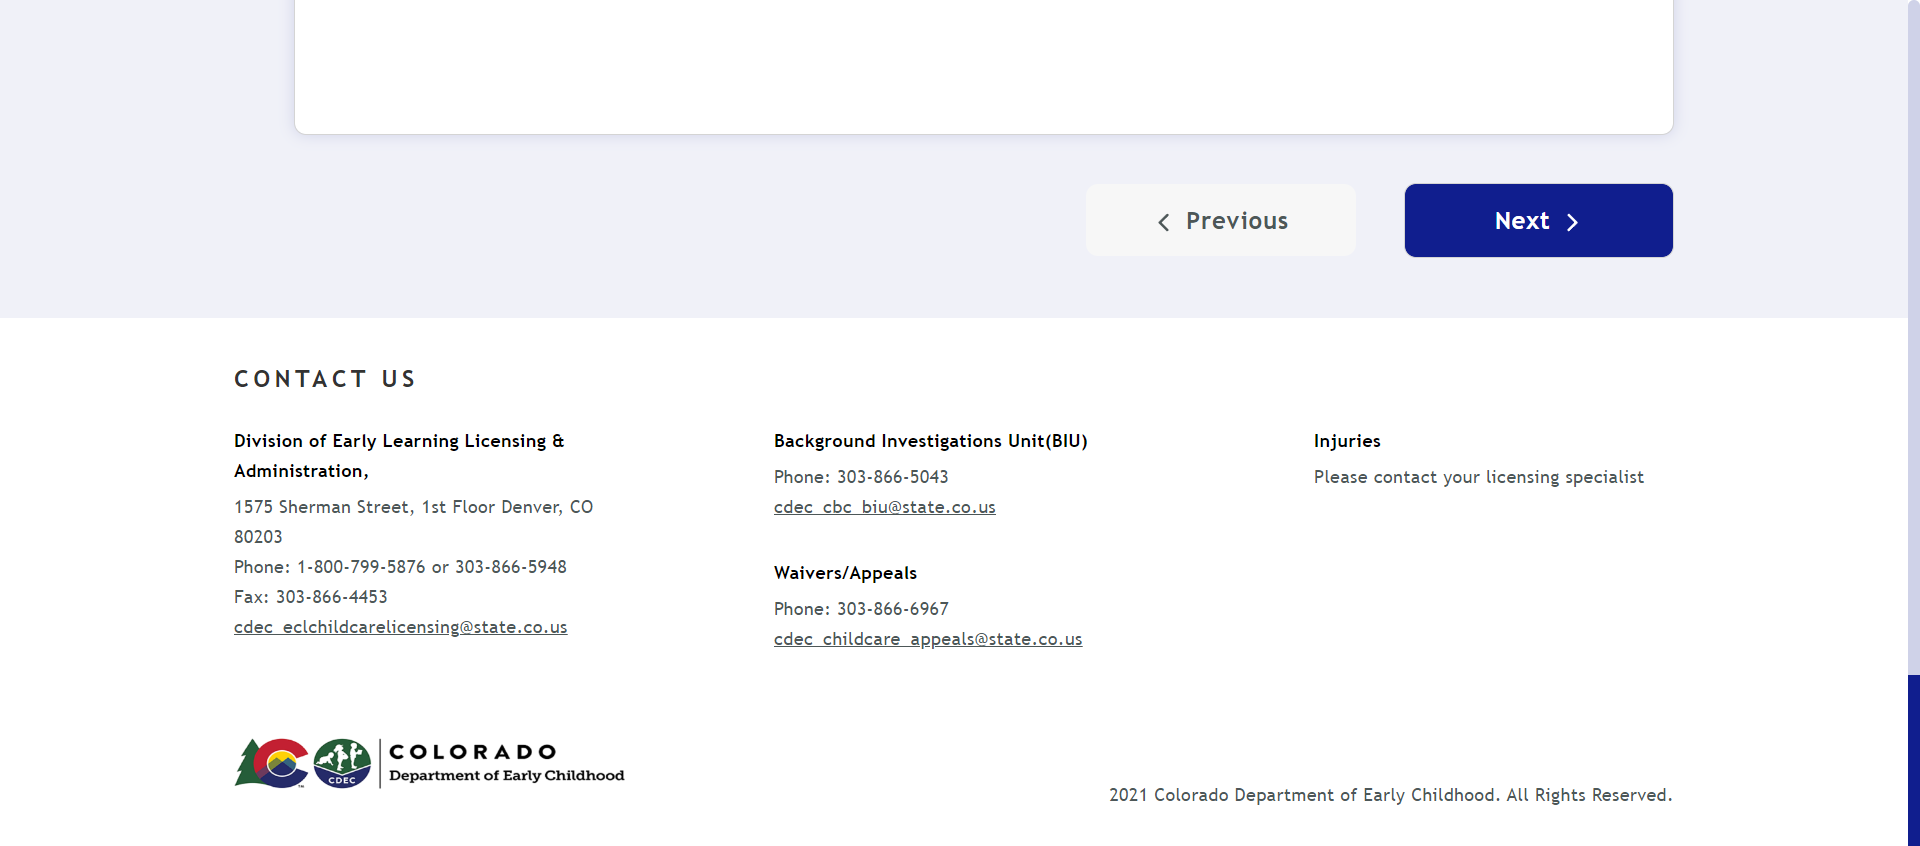 Previous
Next
CONTACT US
Division of Early Learning Licensing &
Administration,
1575 Sherman Street, 1st Floor Denver, CO
80203
Phone: 1-800-799-5876 or 303-866-5948
Fax: 303-866-4453
cdec_eclchildcarelicensing@state.co.us
Background Investigations Unit(BIU)
Phone: 303-866-5043
cdec_cbc_biu@state.co.us
Waivers/Appeals
Phone: 303-866-6967
cdec_childcare_appeals@state.co.us
Injuries
Please contact your licensing specialist
CDEC
TM
COLORADO
Department of Early Childhood
2021 Colorado Department of Early Childhood. All Rights Reserved.